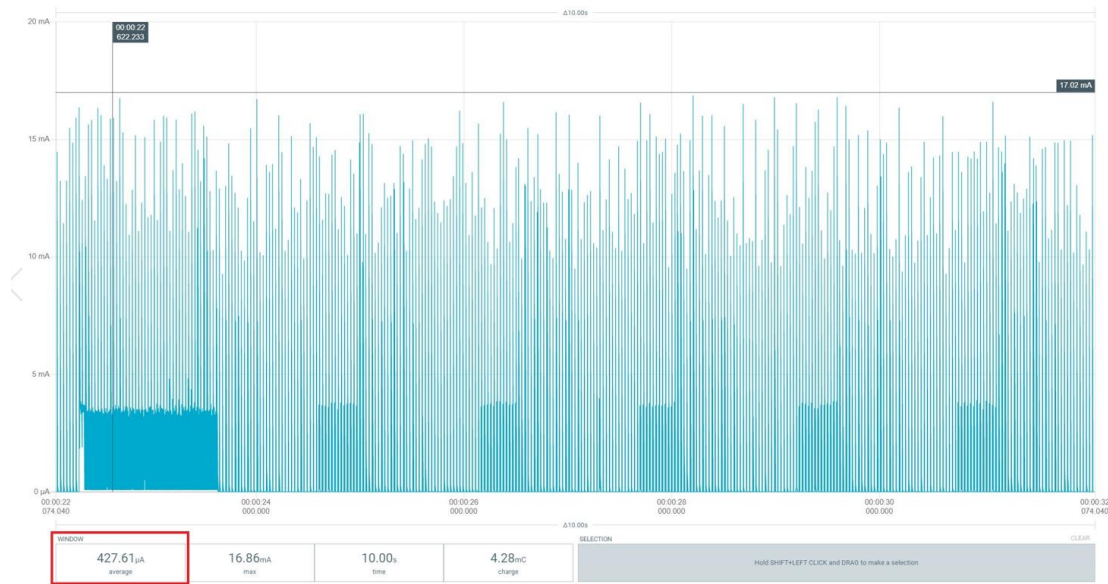 Δ10.00s
20 mA
00:00:22
622.233
17.02 mA
15 mA
10 mA
5 mA
0 µA
00:00:22
074.040
00:00:24
000.000
00:00:26
000.000
00:00:28
000.000
00:00:30
000.000
00:00:32
074.040
Δ10.00s
WINDOW
427.61µA
average
16.86mA
max
10.00s
time
4.28mC
charge
SELECTION
CLEAR
Hold SHIFT+LEFT CLICK and DRAG to make a selection